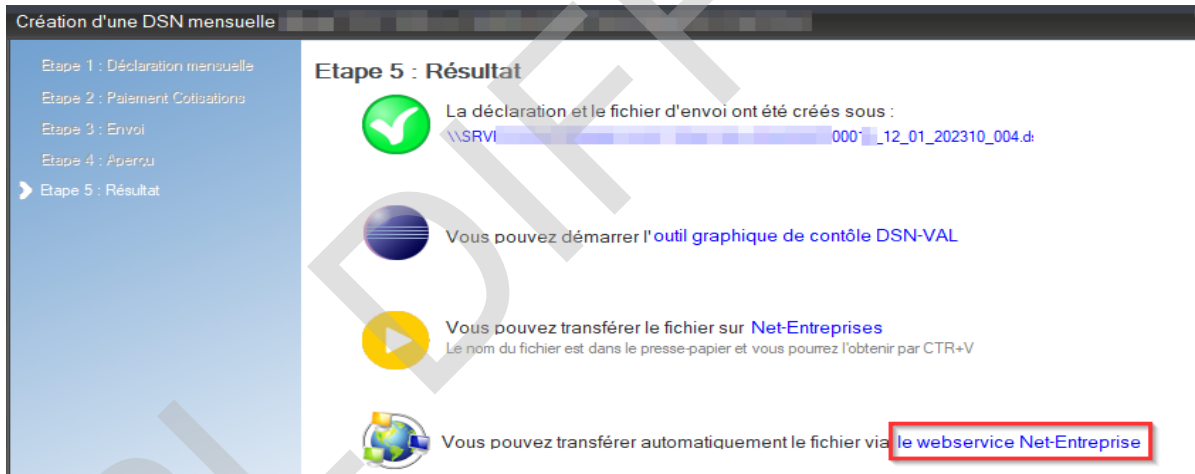 Création d'une DSN mensuelle
Etape 1 : Déclaration mensuelle
Etape 2 : Paiement Cotisations
Etape 3 : Envoi
Etape 4 : Aperçu
Etape 5 : Résultat
Etape 5 : Résultat
La déclaration et le fichier d'envoi ont été créés sous :
\\SRV 0001 _12_01_202310_004.d
Vous pouvez démarrer l'outil graphique de contôle DSN-VAL
Vous pouvez transférer le fichier sur Net-Entreprises
Le nom du fichier est dans le presse-papier et vous pourrez l'obtenir par CTR+V
Vous pouvez transférer automatiquement le fichier via le webservice Net-Entreprise